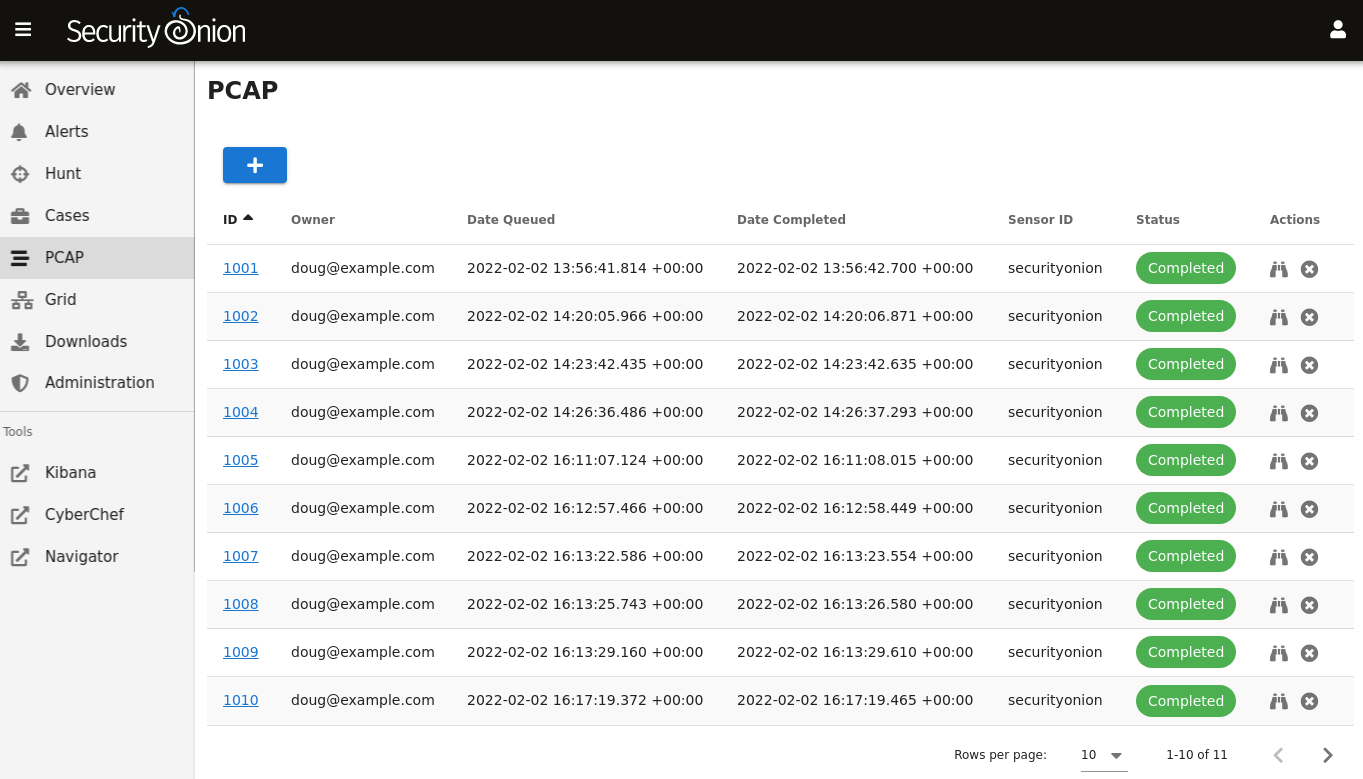 Security Onion
Overview
Alerts
Hunt
Cases
PCAP
Grid
Downloads
Administration
Tools
Kibana
CyberChef
Navigator
PCAP
ID Owner Date Queued Date Completed Sensor ID Status Actions
1001 doug@example.com 2022-02-02 13:56:41.814 +00:00 2022-02-02 13:56:42.700 +00:00 securityonion Completed
1002 doug@example.com 2022-02-02 14:20:05.966 +00:00 2022-02-02 14:20:06.871 +00:00 securityonion Completed
1003 doug@example.com 2022-02-02 14:23:42.435 +00:00 2022-02-02 14:23:42.635 +00:00 securityonion Completed
1004 doug@example.com 2022-02-02 14:26:36.486 +00:00 2022-02-02 14:26:37.293 +00:00 securityonion Completed
1005 doug@example.com 2022-02-02 16:11:07.124 +00:00 2022-02-02 16:11:08.015 +00:00 securityonion Completed
1006 doug@example.com 2022-02-02 16:12:57.466 +00:00 2022-02-02 16:12:58.449 +00:00 securityonion Completed
1007 doug@example.com 2022-02-02 16:13:22.586 +00:00 2022-02-02 16:13:23.554 +00:00 securityonion Completed
1008 doug@example.com 2022-02-02 16:13:25.743 +00:00 2022-02-02 16:13:26.580 +00:00 securityonion Completed
1009 doug@example.com 2022-02-02 16:13:29.160 +00:00 2022-02-02 16:13:29.610 +00:00 securityonion Completed
1010 doug@example.com 2022-02-02 16:17:19.372 +00:00 2022-02-02 16:17:19.465 +00:00 securityonion Completed
Rows per page: 10 1-10 of 11